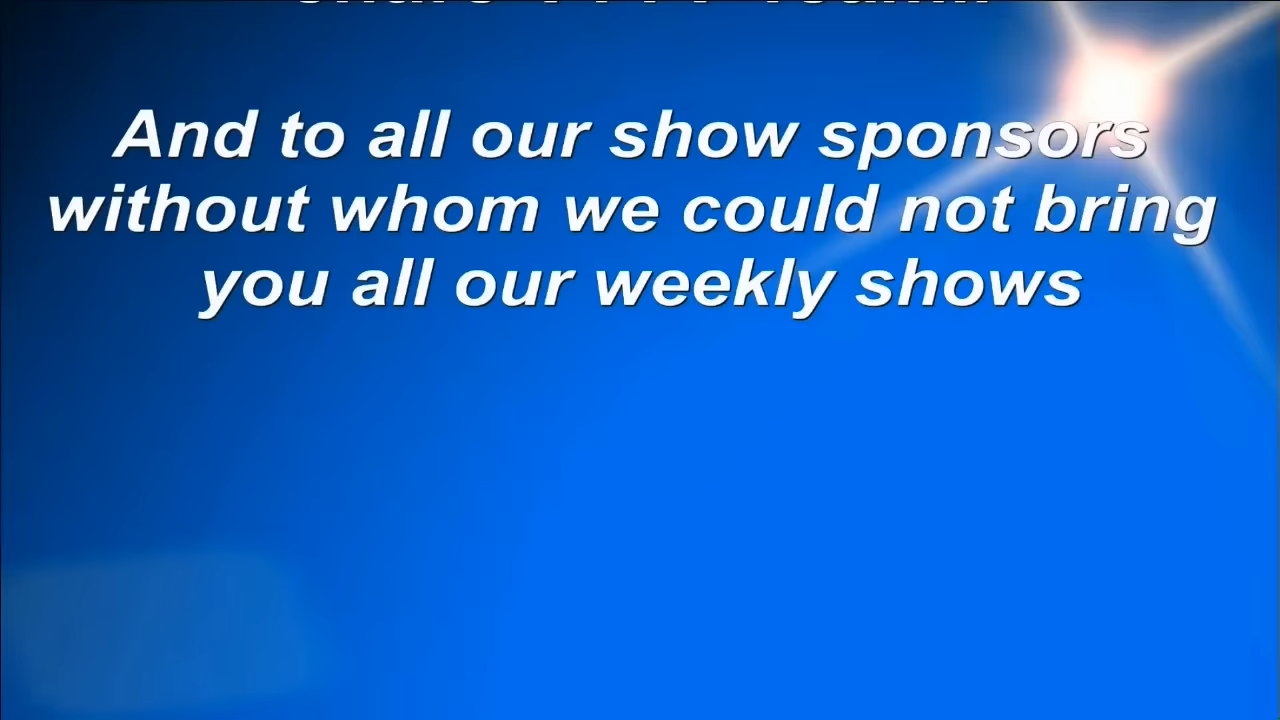 And to all our show sponsors
without whom we could not bring
you all our weekly shows